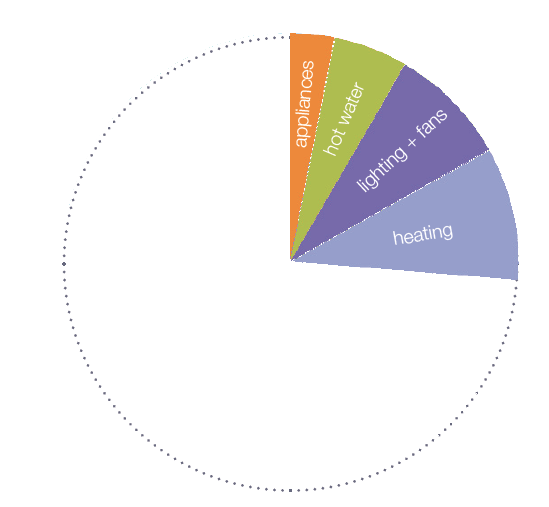 appliances
hot water
lighting + fans
heating